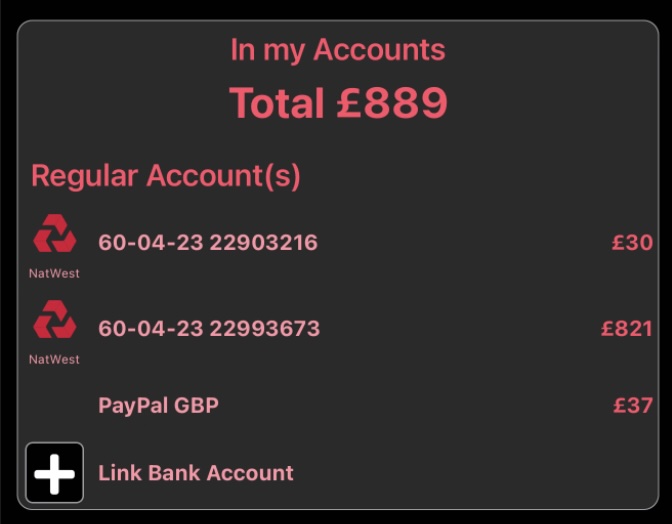 In my Accounts
Total £889
Regular Account(s)
60-04-23 22903216 £30
NatWest
60-04-23 22993673 £821
NatWest
PayPal GBP £37
Link Bank Account